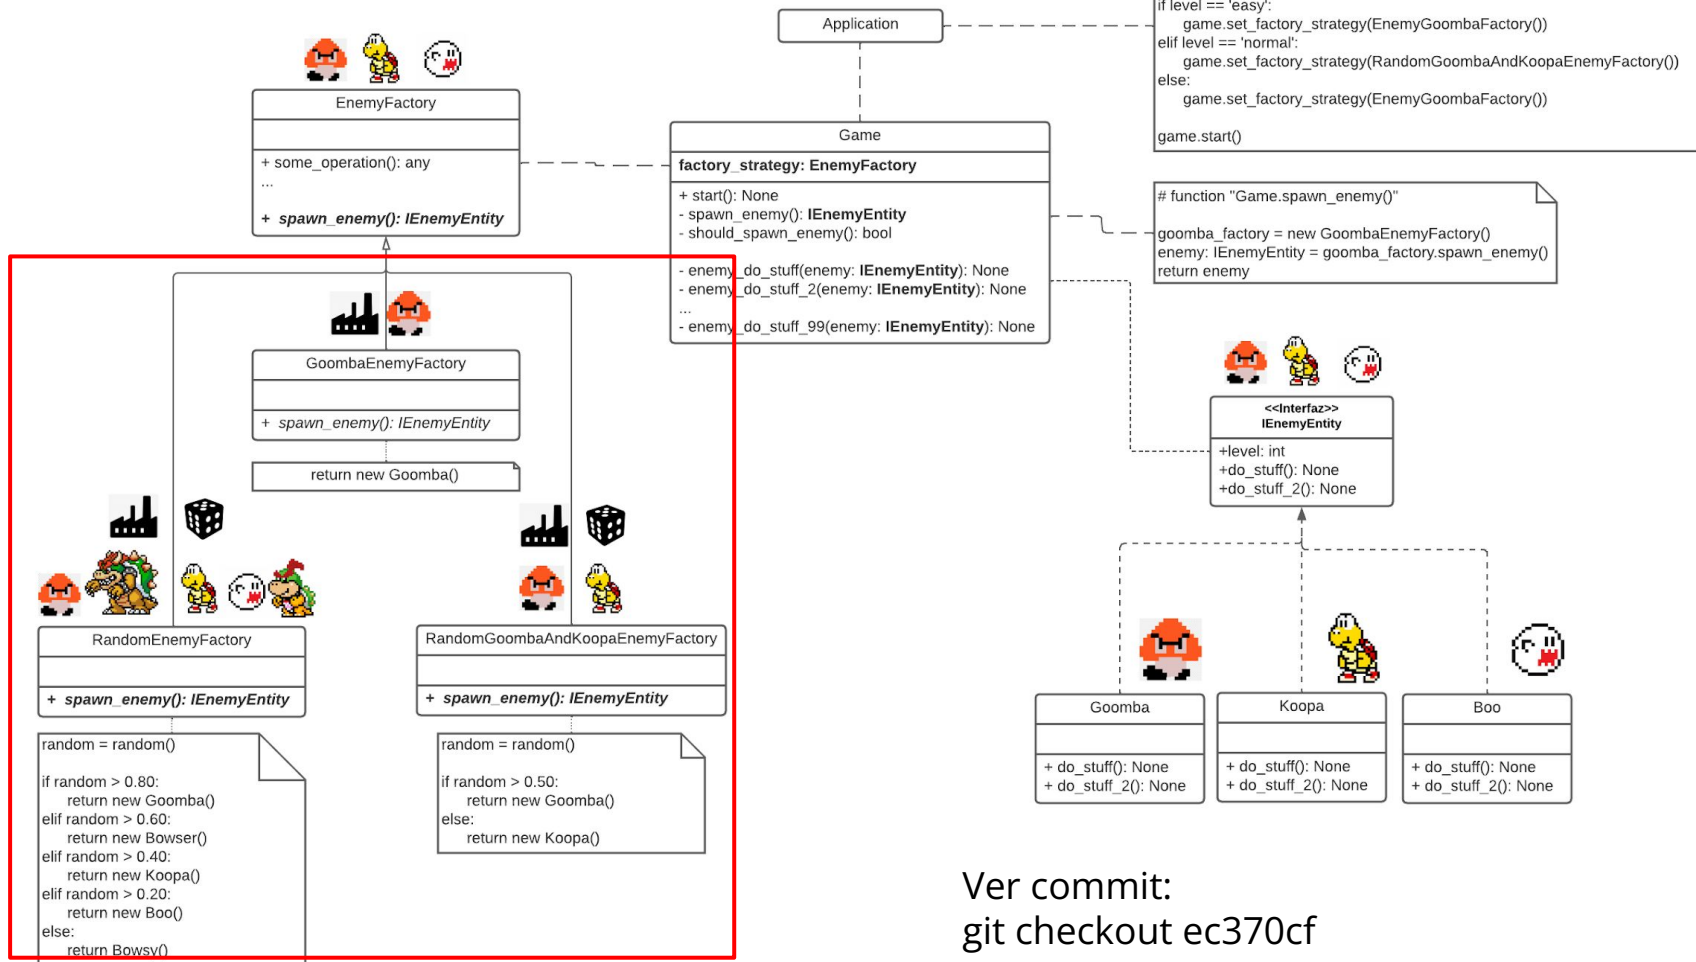 Application
if level == 'easy':
game.set_factory_strategy(EnemyGoombaFactory())
elif level == 'normal':
game.set_factory_strategy(RandomGoombaAndKoopaEnemyFactory())
else:
game.set_factory_strategy(EnemyGoombaFactory())
game.start()
EnemyFactory
+ some_operation(): any
...
+ spawn_enemy(): IEnemyEntity
Game
factory_strategy: EnemyFactory
+ start(): None
- spawn_enemy(): IEnemyEntity
- should_spawn_enemy(): bool
- enemy_do_stuff(enemy: IEnemyEntity): None
- enemy_do_stuff_2(enemy: IEnemyEntity): None
...
- enemy_do_stuff_99(enemy: IEnemyEntity): None
# function "Game.spawn_enemy()"
goomba_factory = new GoombaEnemyFactory()
enemy: IEnemyEntity = goomba_factory.spawn_enemy()
return enemy
GoombaEnemyFactory
+ spawn_enemy(): IEnemyEntity
return new Goomba()
<<Interfaz>>
IEnemyEntity
+level: int
+do_stuff(): None
+do_stuff_2(): None
RandomEnemyFactory
+ spawn_enemy(): IEnemyEntity
random = random()
if random > 0.80:
return new Goomba()
elif random > 0.60:
return new Bowser()
elif random > 0.40:
return new Koopa()
elif random > 0.20:
return new Boo()
else:
return Bowsy()
RandomGoombaAndKoopaEnemyFactory
+ spawn_enemy(): IEnemyEntity
random = random()
if random > 0.50:
return new Goomba()
else:
return new Koopa()
Goomba
+ do_stuff(): None
+ do_stuff_2(): None
Koopa
+ do_stuff(): None
+ do_stuff_2(): None
Boo
+ do_stuff(): None
+ do_stuff_2(): None
Ver commit:
git checkout ec370cf